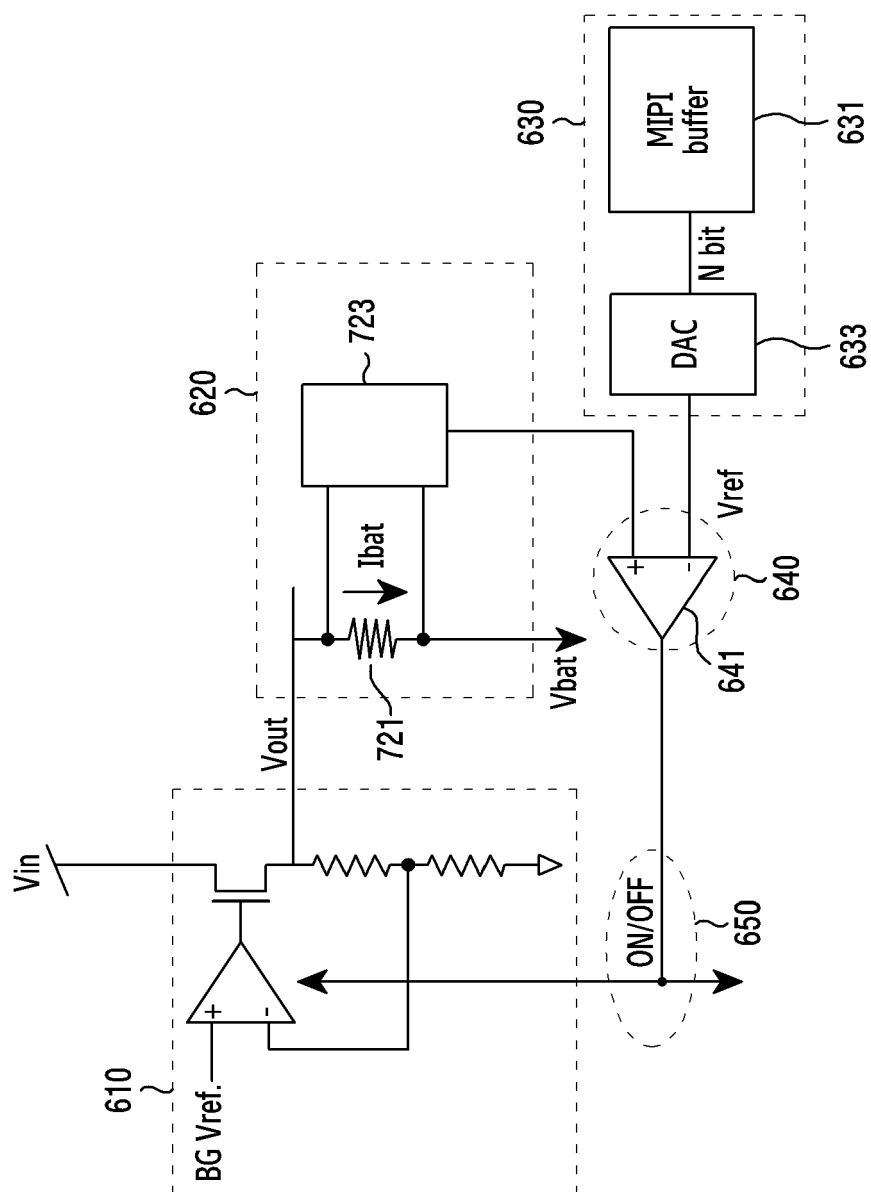 Vin
610
BG Vref.
+
-
Vout
620
723
Ibat
721
Vbat
ON/OFF
650
+
-
641
640
Vref
630
DAC
633
N bit
MIPI
buffer
631